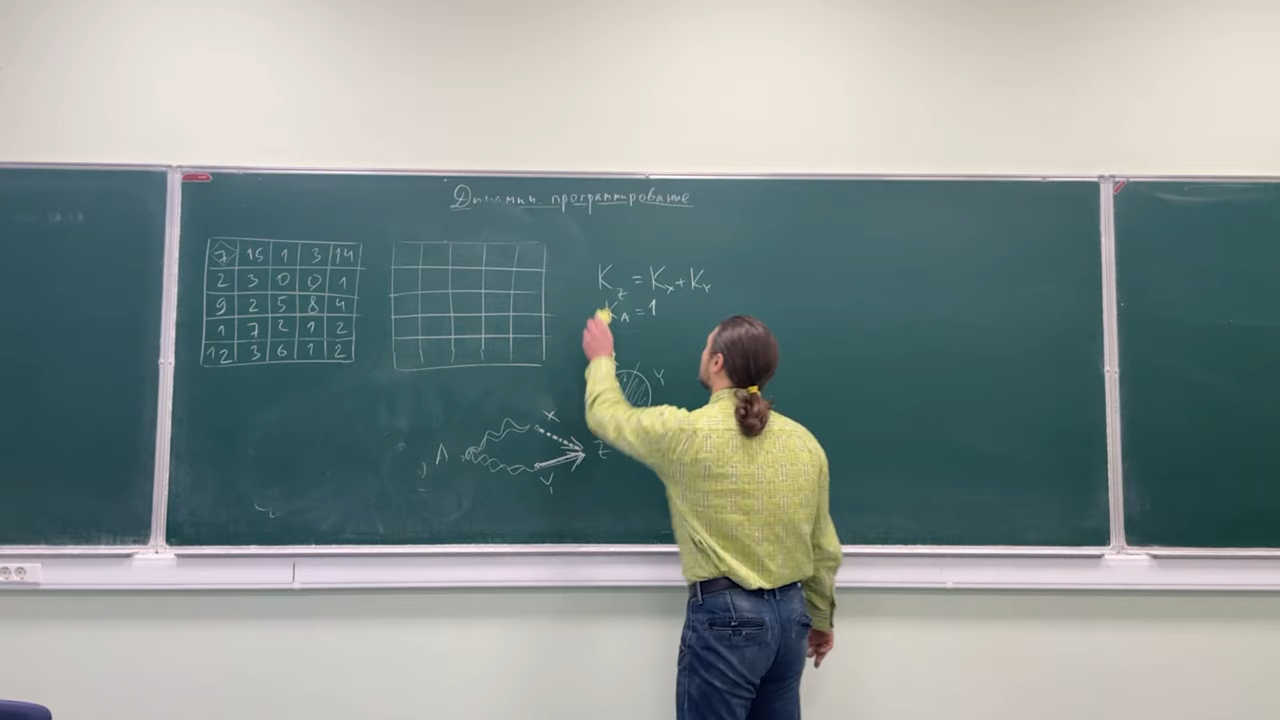 Динамич. программирование
7 15 1 3 14
2 3 0 0 1
9 2 5 8 4
1 7 2 1 2
12 3 6 1 2
K_Z = K_X + K_Y
K_A = 1
Y
X
A
Z
Y